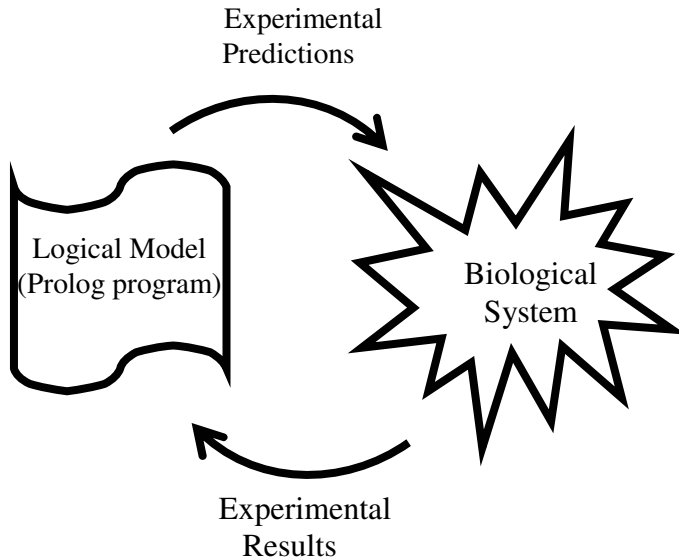 Experimental
Predictions
Logical Model
(Prolog program)
Biological
System
Experimental
Results